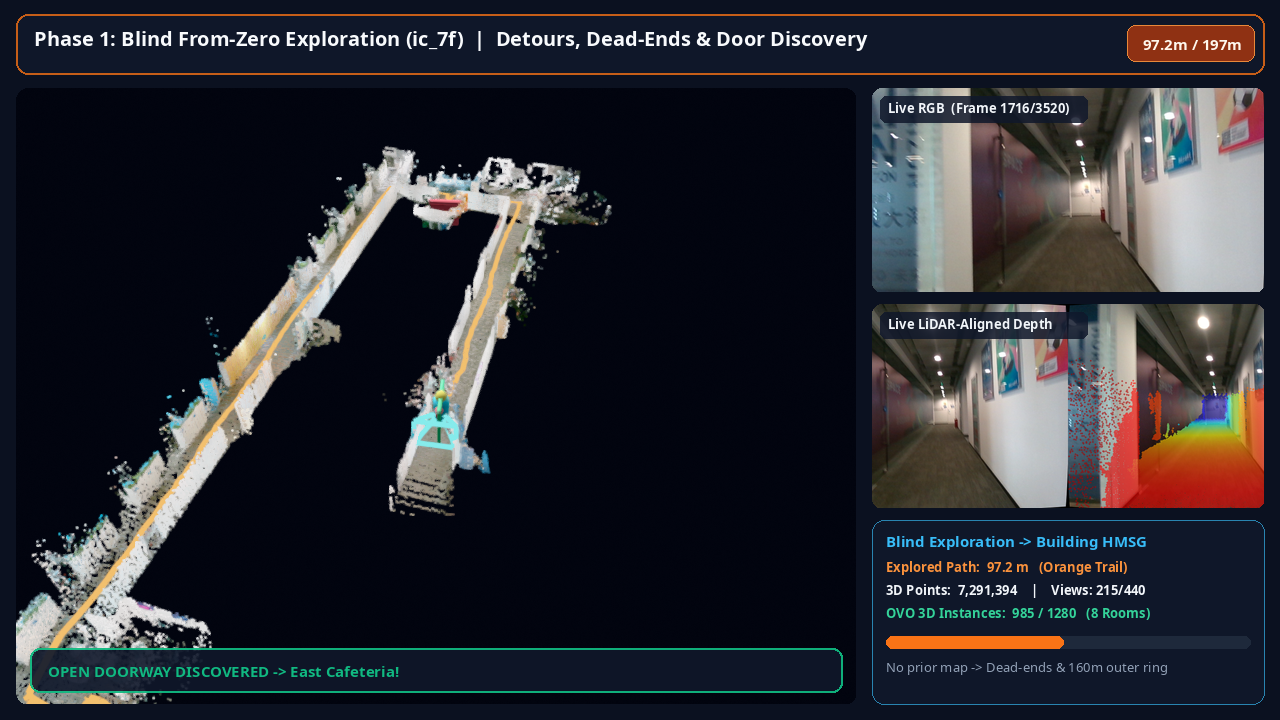 Phase 1: Blind From-Zero Exploration (ic_7f)  |  Detours, Dead-Ends & Door Discovery
97.2m / 197m
OPEN DOORWAY DISCOVERED -> East Cafeteria!
Live RGB  (Frame 1716/3520)
Live LiDAR-Aligned Depth
Blind Exploration -> Building HMSG
Explored Path:  97.2 m   (Orange Trail)
3D Points:  7,291,394    |    Views: 215/440
OVO 3D Instances:  985 / 1280   (8 Rooms)
No prior map -> Dead-ends & 160m outer ring